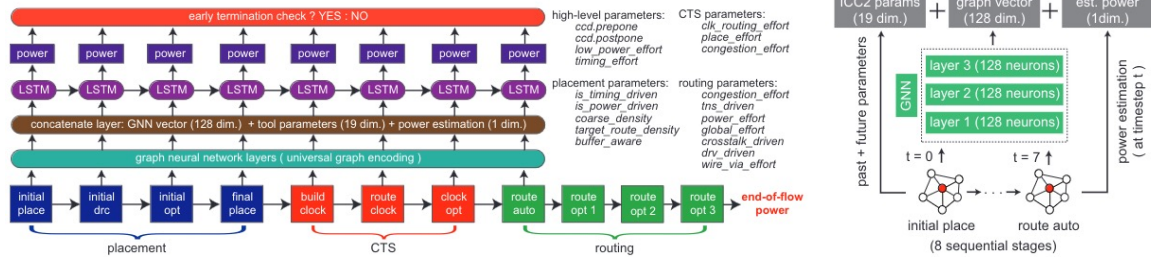 early termination check ? YES : NO
power power power power power power power power
LSTM LSTM LSTM LSTM LSTM LSTM LSTM LSTM
concatenate layer: GNN vector (128 dim.) + tool parameters (19 dim.) + power estimation (1 dim.)
graph neural network layers ( universal graph encoding )
initial place
initial drc
initial opt
final place
build clock
route clock
clock opt
route auto
route opt 1
route opt 2
route opt 3
end-of-flow power
placement
CTS
routing
high-level parameters:
ccd.prepone
ccd.postpone
low_power_effort
timing_effort
CTS parameters:
clk_routing_effort
place_effort
congestion_effort
placement parameters:
is_timing_driven
is_power_driven
coarse_density
target_route_density
buffer_aware
routing parameters:
congestion_effort
tns_driven
power_effort
global_effort
crosstalk_driven
drv_driven
wire_via_effort
ICC2 params
(19 dim.)
+
graph vector
(128 dim.)
+
est. power
(1dim.)
past + future parameters
GNN
layer 3 (128 neurons)
layer 2 (128 neurons)
layer 1 (128 neurons)
power estimation
( at timestep t )
t = 0
t = 7
initial place
route auto
(8 sequential stages)